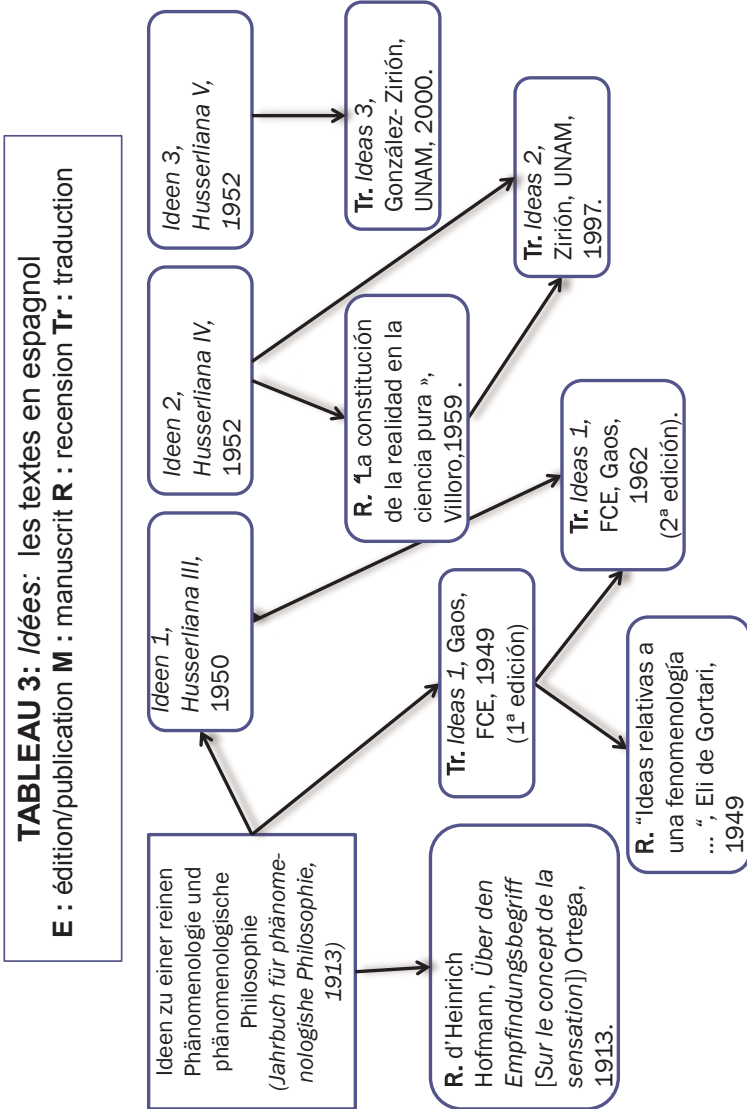 TABLEAU 3: Idées: les textes en espagnol
E : édition/publication M : manuscrit R : recension Tr : traduction
Ideen zu einer reinen
Phänomenologie und
phänomenologische
Philosophie
(Jahrbuch für phänome-
nologishe Philosophie,
1913)
Ideen 1,
Husserliana III,
1950
Ideen 2,
Husserliana IV,
1952
Ideen 3,
Husserliana V,
1952
R. d'Heinrich
Hofmann, Über den
Empfindungsbegriff
[Sur le concept de la
sensation]) Ortega,
1913.
Tr. Ideas 1, Gaos,
FCE, 1949
(1ª edición)
R. “La constitución
de la realidad en la
ciencia pura »,
Villoro,1959 .
Tr. Ideas 3,
González- Zirión,
UNAM, 2000.
R. “Ideas relativas a
una fenomenología
... “, Eli de Gortari,
1949
Tr. Ideas 1,
FCE, Gaos,
1962
(2ª edición).
Tr. Ideas 2,
Zirión, UNAM,
1997.